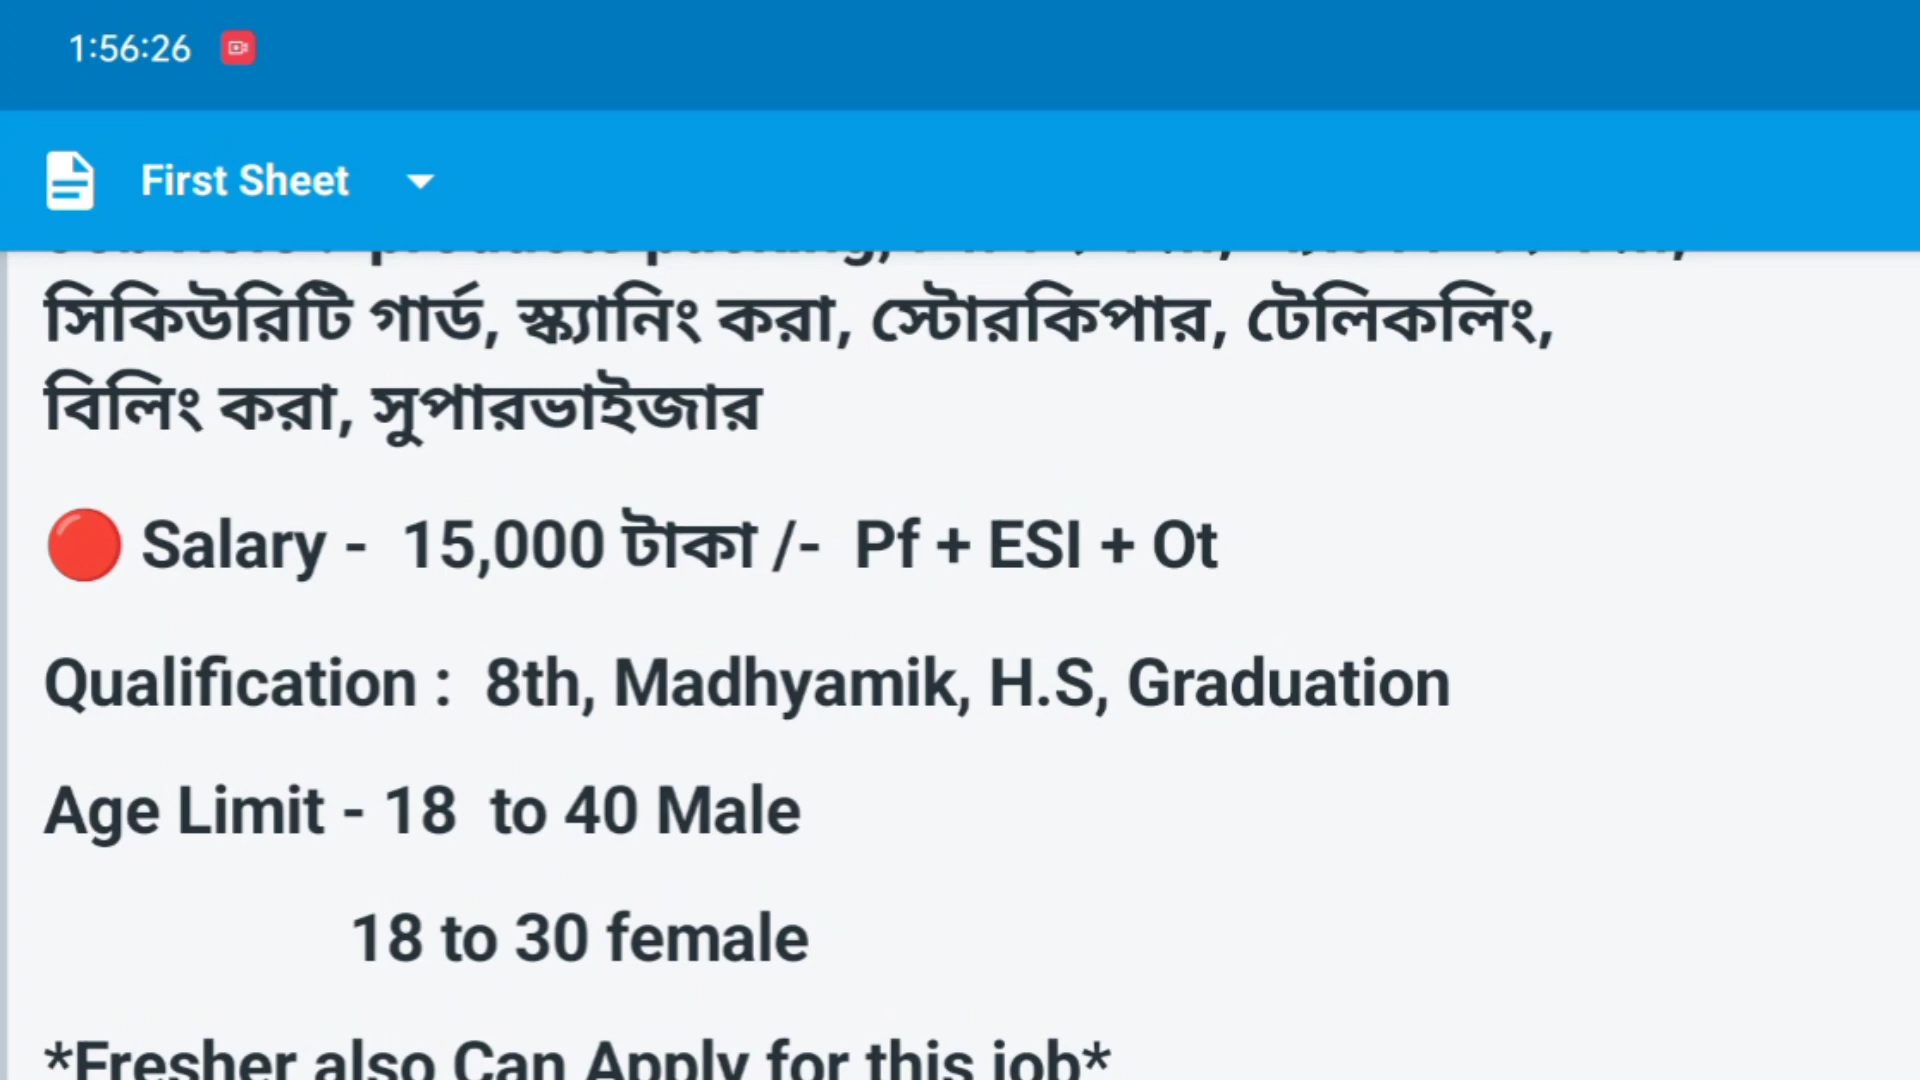 1:56:26
First Sheet
products packing,
সিকিউরিটি গার্ড, স্ক্যানিং করা, স্টোরকিপার, টেলিকলিং,
বিলিং করা, সুপারভাইজার
🔴 Salary - 15,000 টাকা /- Pf + ESI + Ot
Qualification : 8th, Madhyamik, H.S, Graduation
Age Limit - 18 to 40 Male
18 to 30 female
*Fresher also Can Apply for this job*